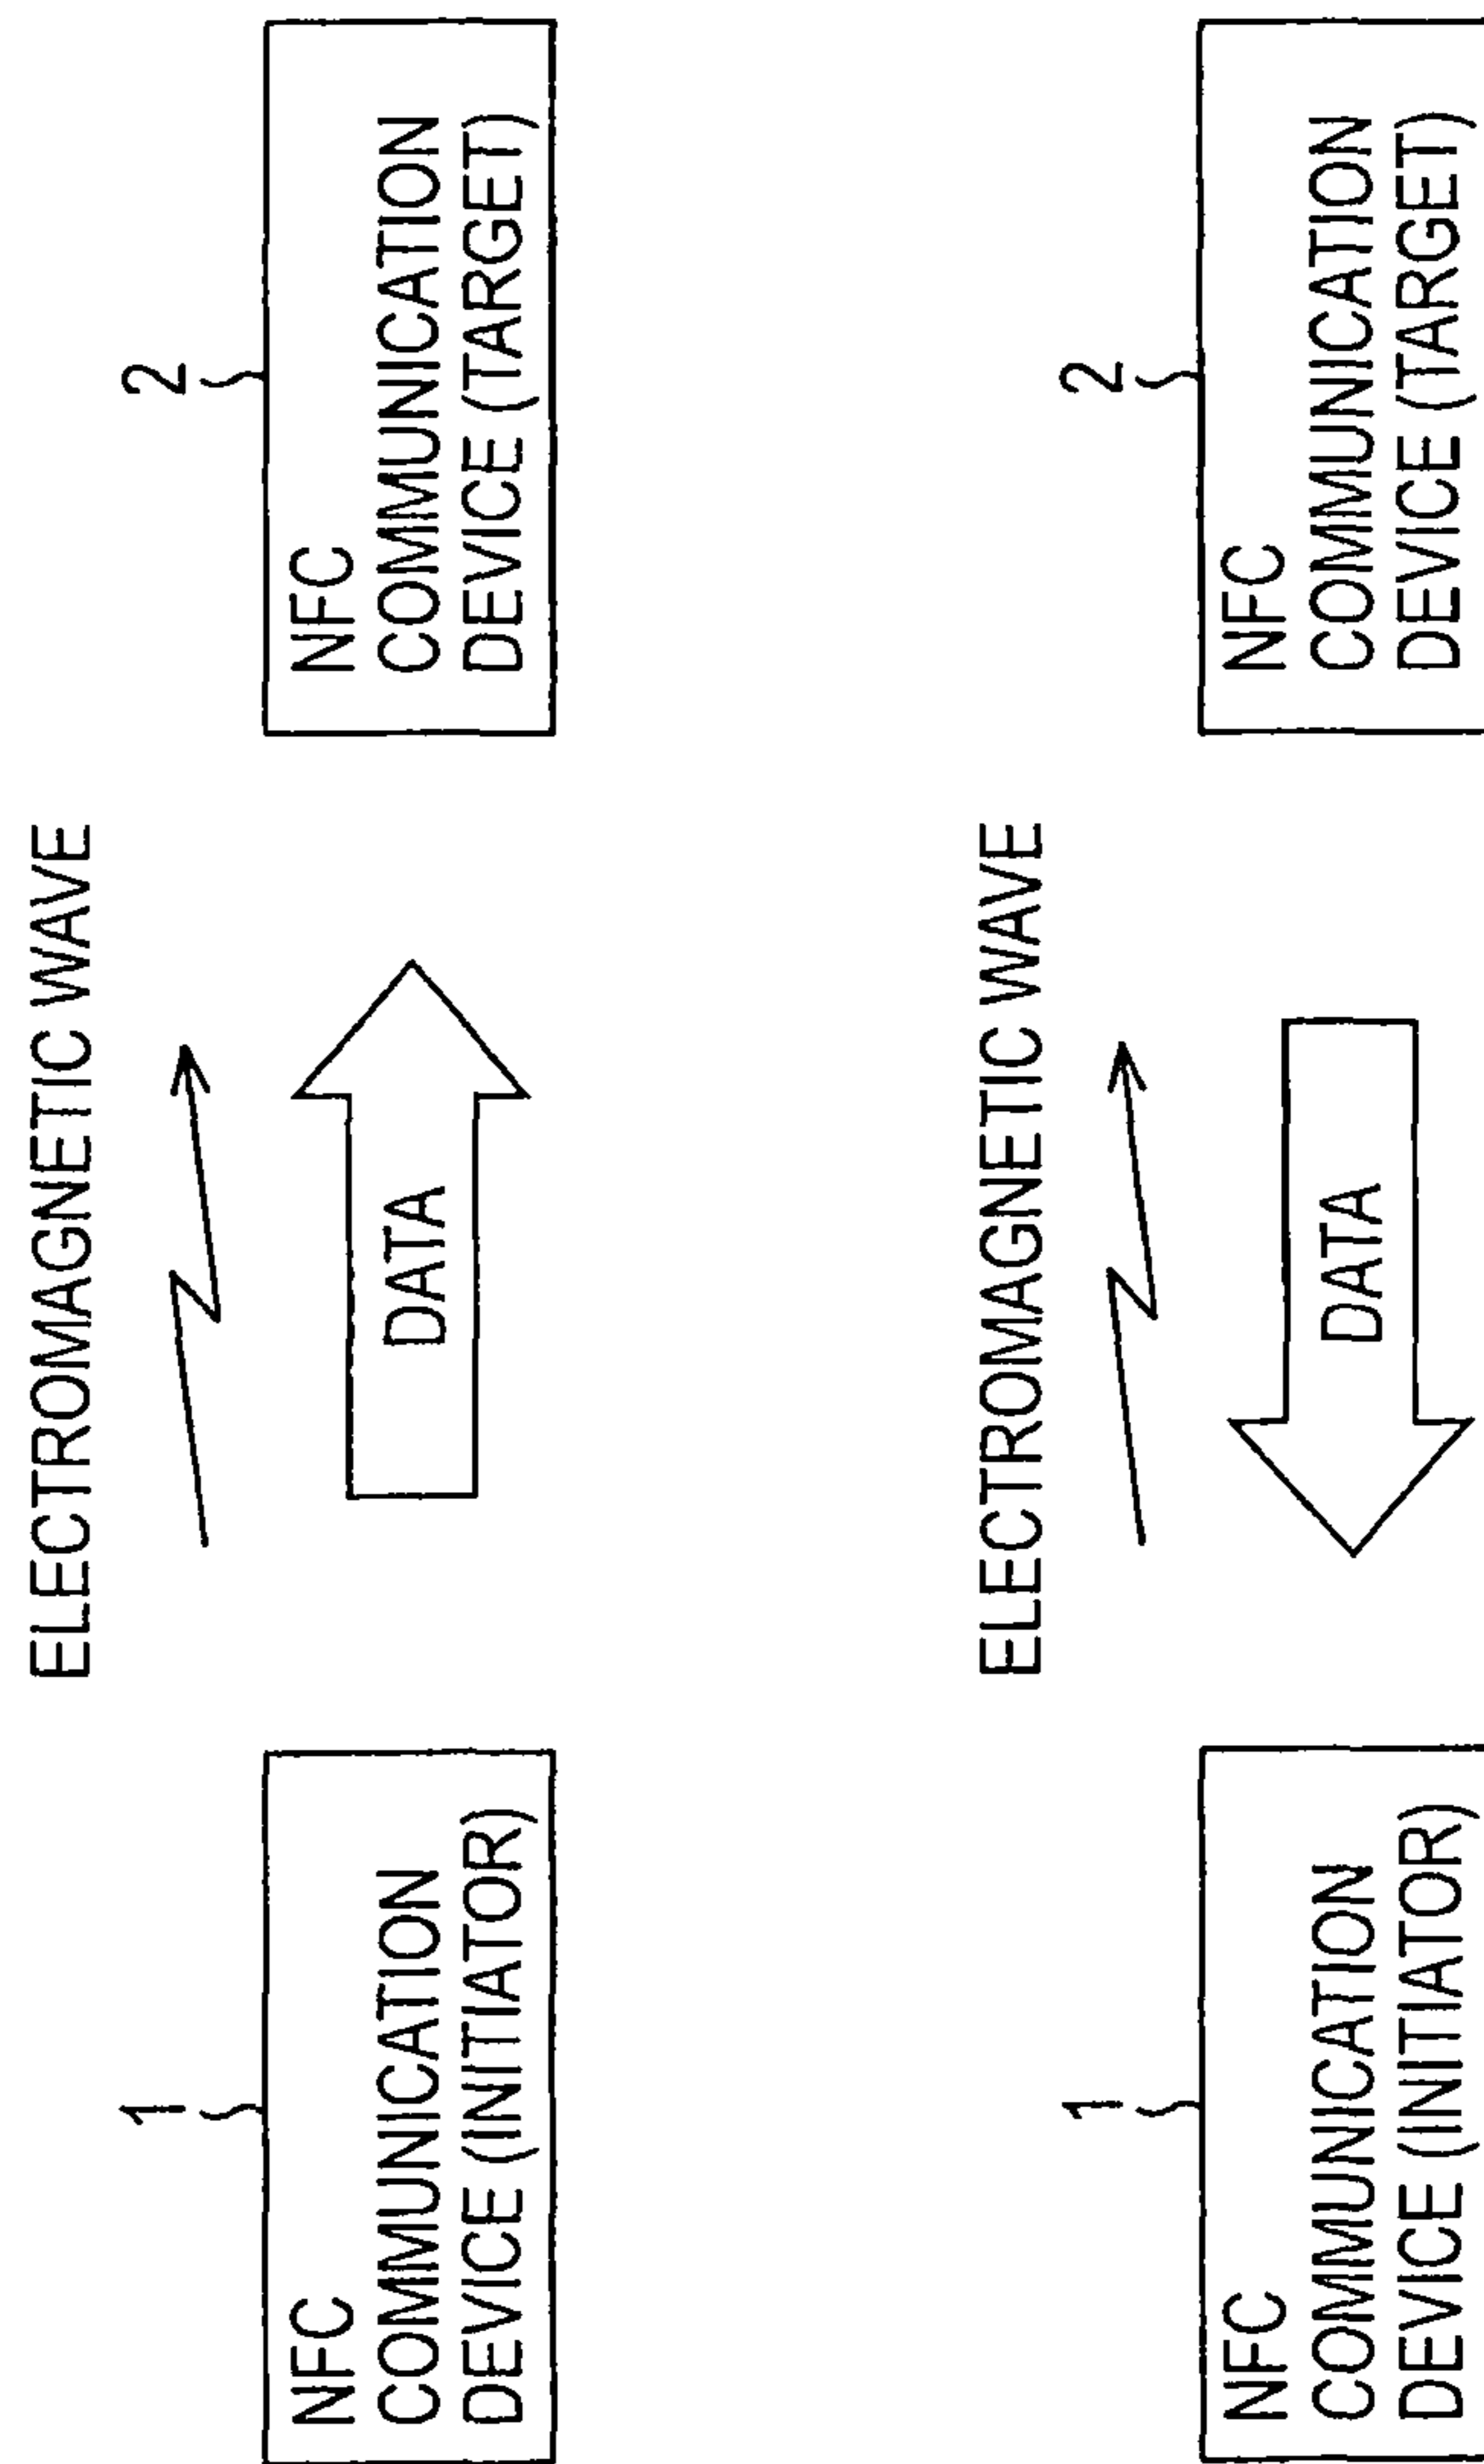 ELECTROMAGNETIC WAVE
1
2
NFC
COMMUNICATION
DEVICE (INITIATOR)
DATA
NFC
COMMUNICATION
DEVICE (TARGET)
ELECTROMAGNETIC WAVE
1
2
NFC
COMMUNICATION
DEVICE (INITIATOR)
DATA
NFC
COMMUNICATION
DEVICE (TARGET)